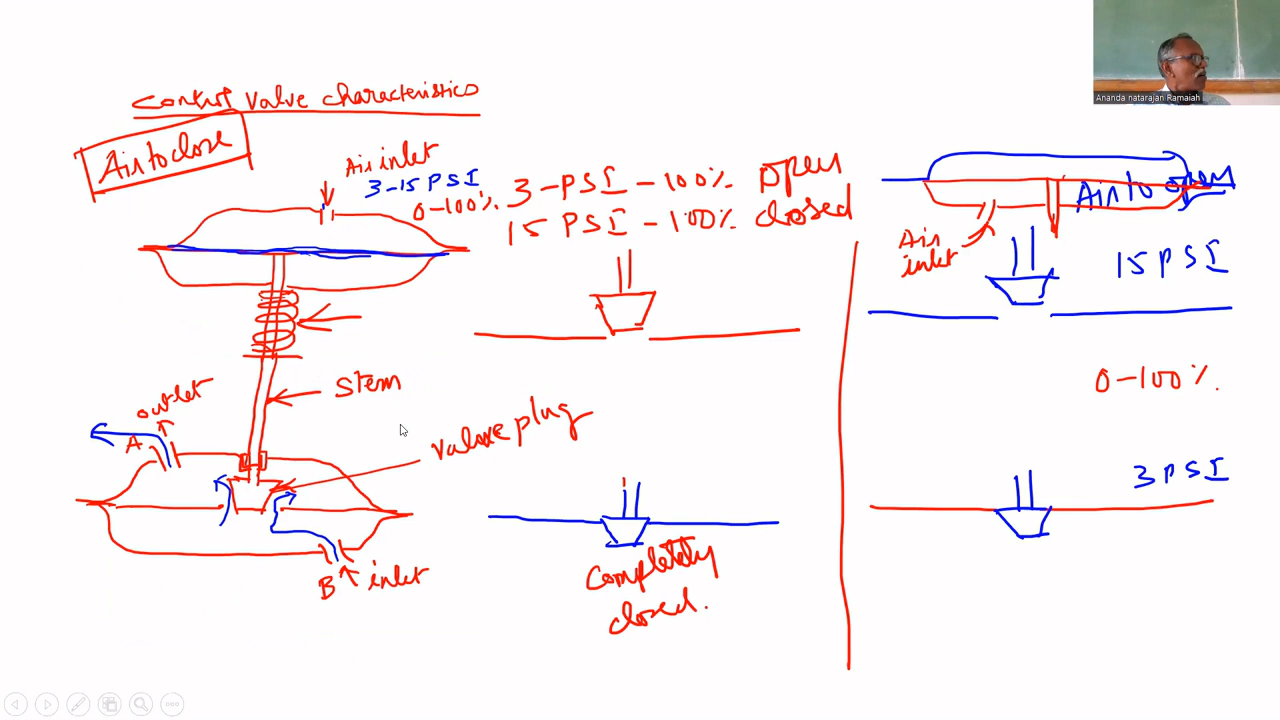 Control Valve characteristics
Air to close
Air inlet
3-15 PSI
0-100%
3-PSI-100% open
15 PSI-100% closed
Stem
outlet
A
Valve plug
B
inlet
Completely
closed.
Ananda natarajan Ramaiah
Air to open
Air
inlet
15 PSI
0-100%.
3 PSI